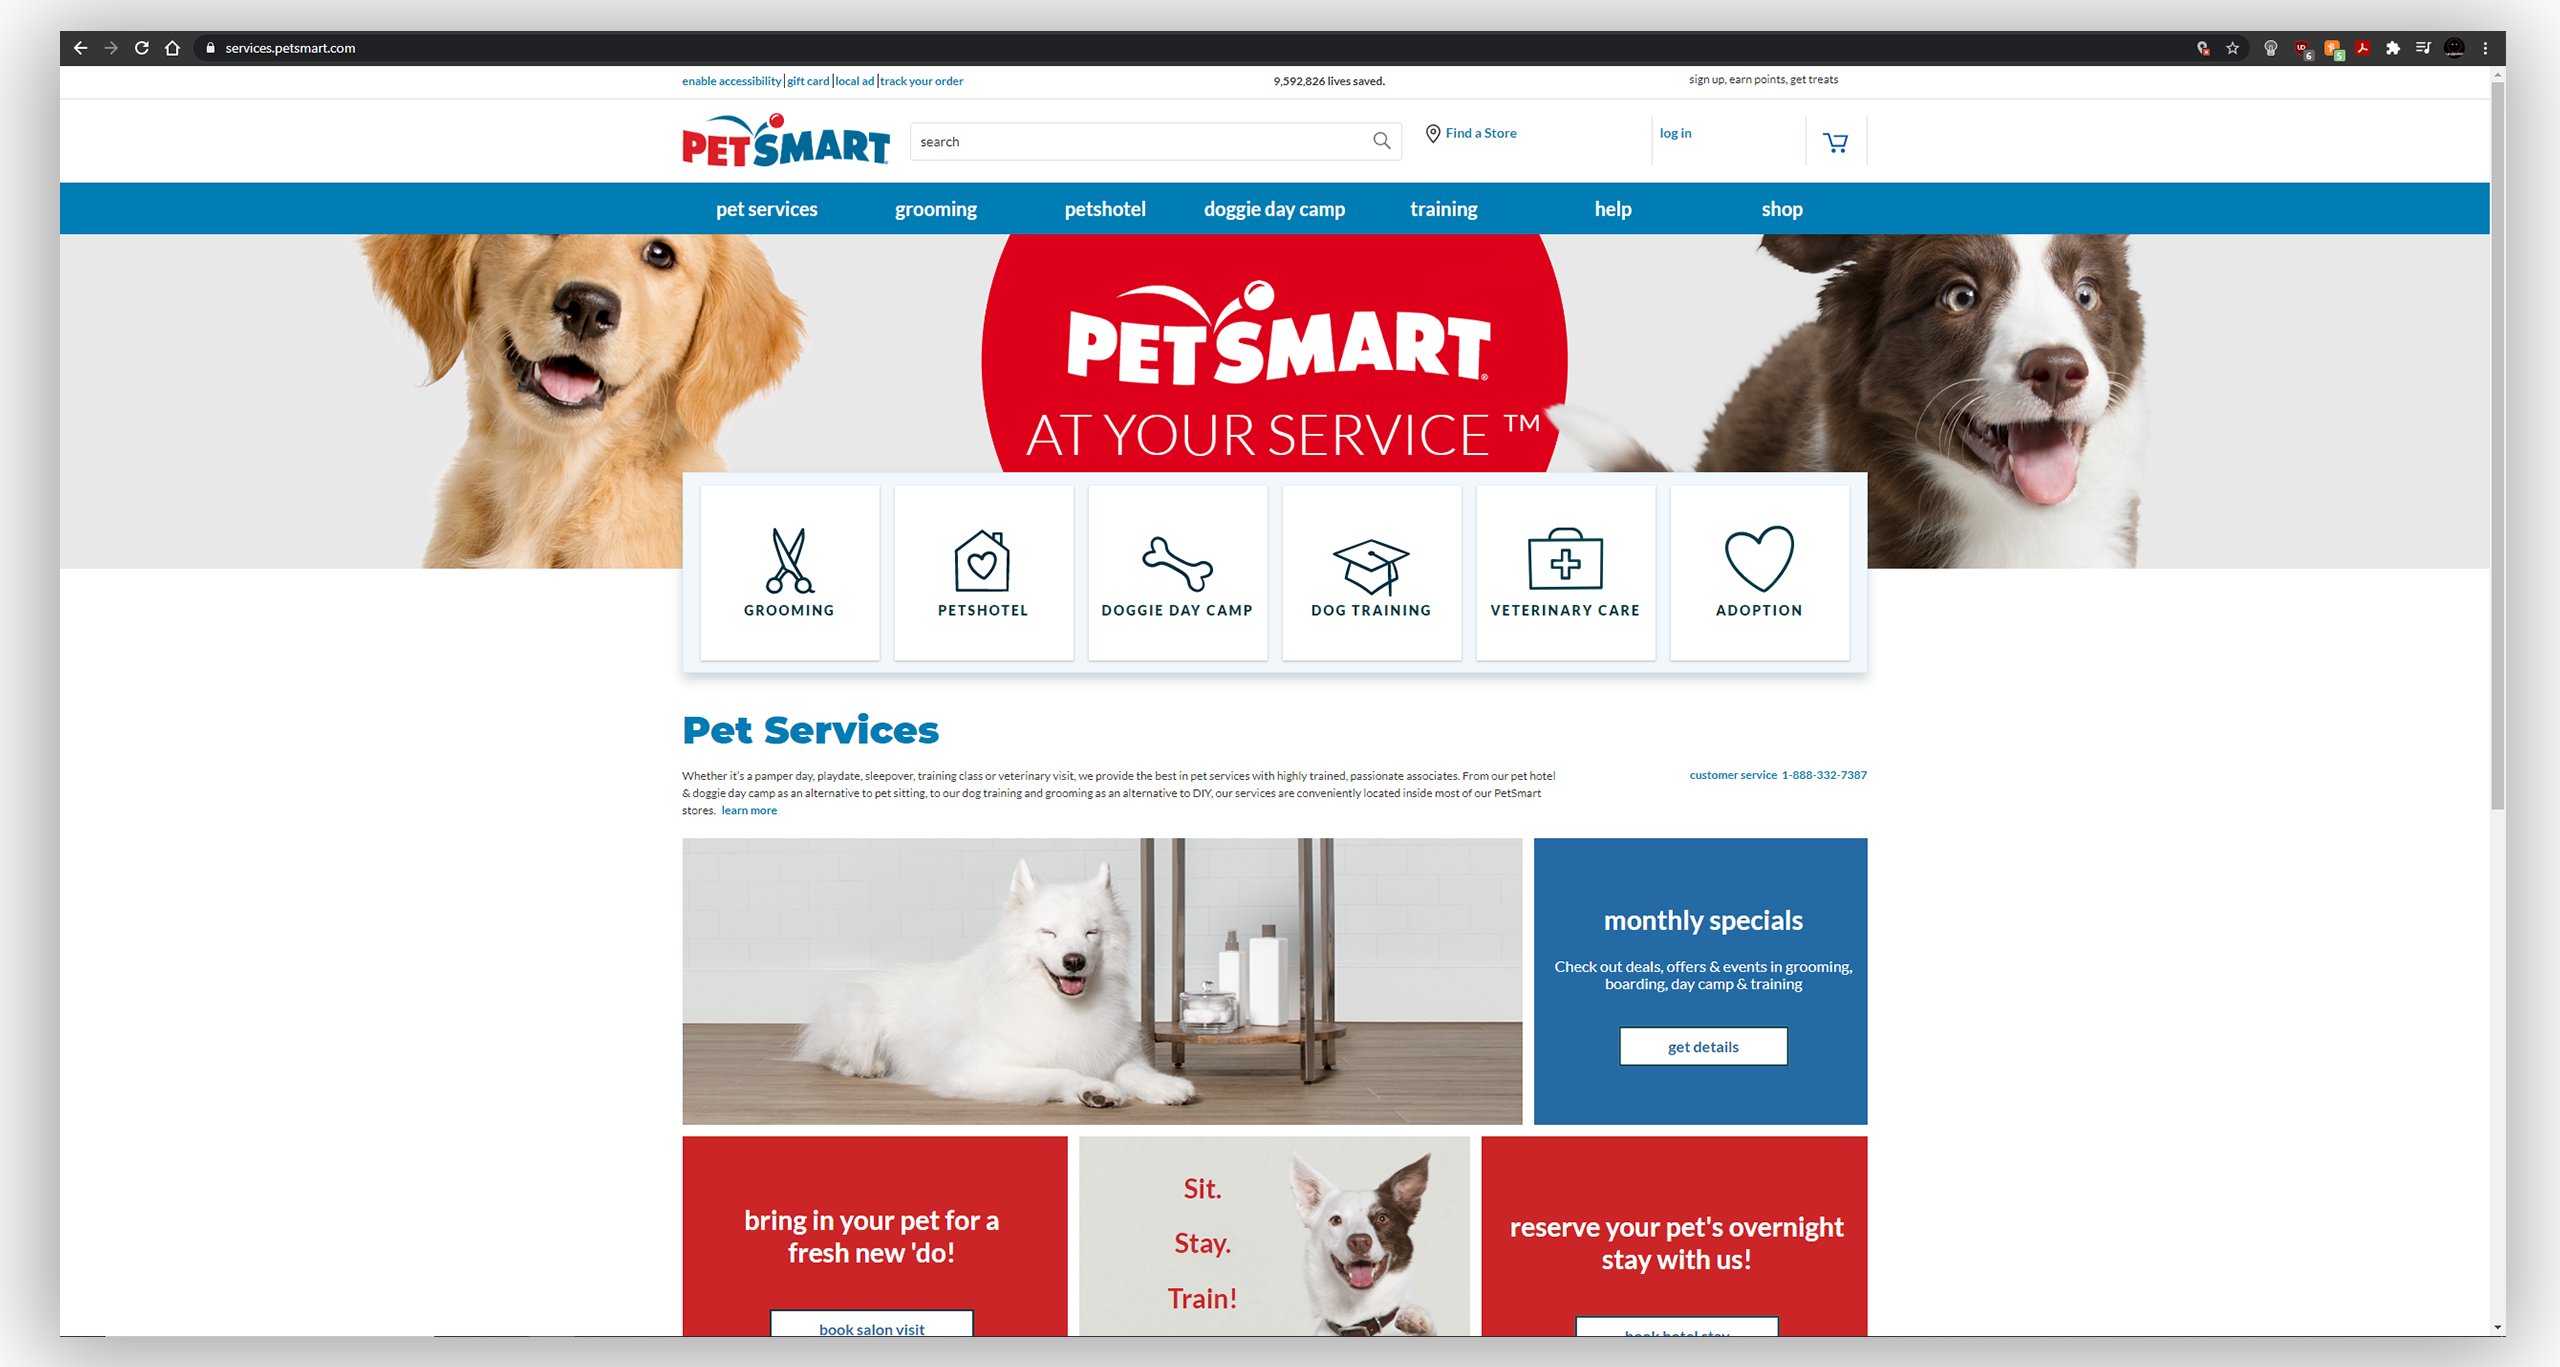 services.petsmart.com
enable accessibility gift card local ad track your order
9,592,826 lives saved.
sign up, earn points, get treats
PETSMART
search
Find a Store
log in
pet services grooming petshotel doggie day camp training help shop
PETSMART®
AT YOUR SERVICE ™
GROOMING
PETSHOTEL
DOGGIE DAY CAMP
DOG TRAINING
VETERINARY CARE
ADOPTION
Pet Services
Whether it's a pamper day, playdate, sleepover, training class or veterinary visit, we provide the best in pet services with highly trained, passionate associates. From our pet hotel
& doggie day camp as an alternative to pet sitting, to our dog training and grooming as an alternative to DIY, our services are conveniently located inside most of our PetSmart
stores. learn more
customer service 1-888-332-7387
monthly specials
Check out deals, offers & events in grooming,
boarding, day camp & training
get details
bring in your pet for a
fresh new 'do!
book salon visit
Sit.
Stay.
Train!
reserve your pet's overnight
stay with us!
book hotel stay